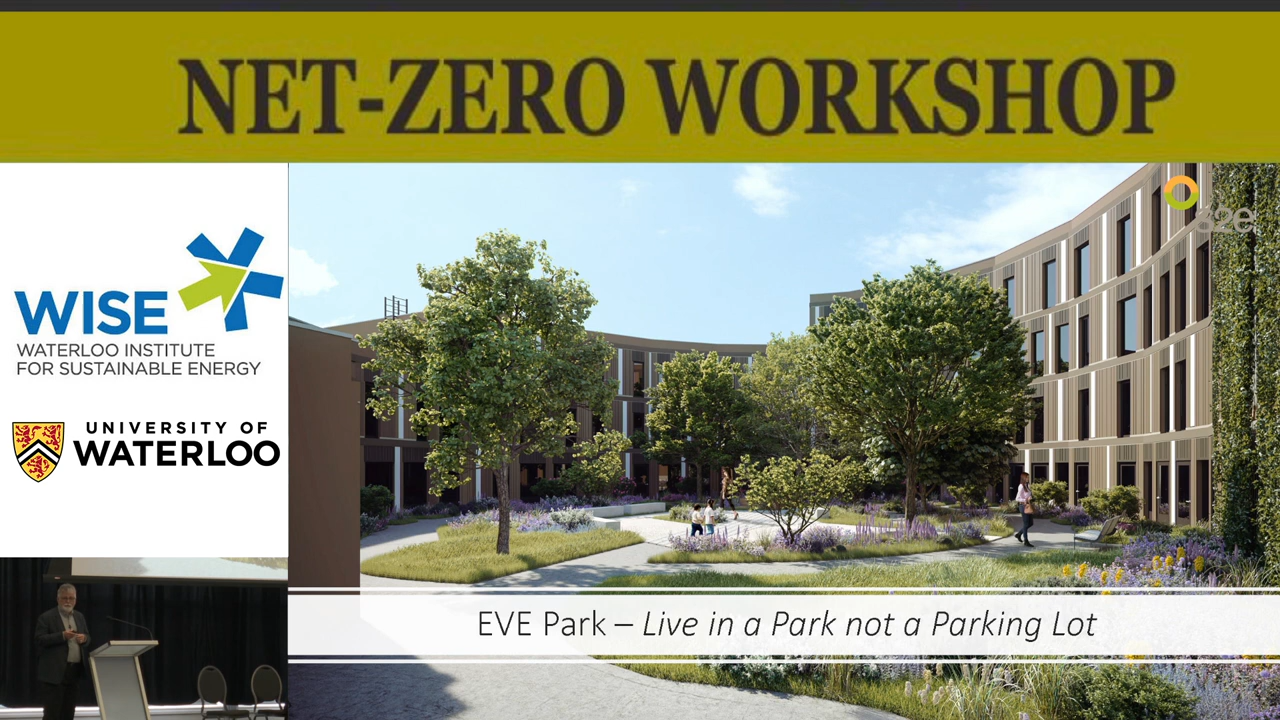 NET-ZERO WORKSHOP
WISE
WATERLOO INSTITUTE
FOR SUSTAINABLE ENERGY
UNIVERSITY OF
WATERLOO
s2e
EVE Park – Live in a Park not a Parking Lot